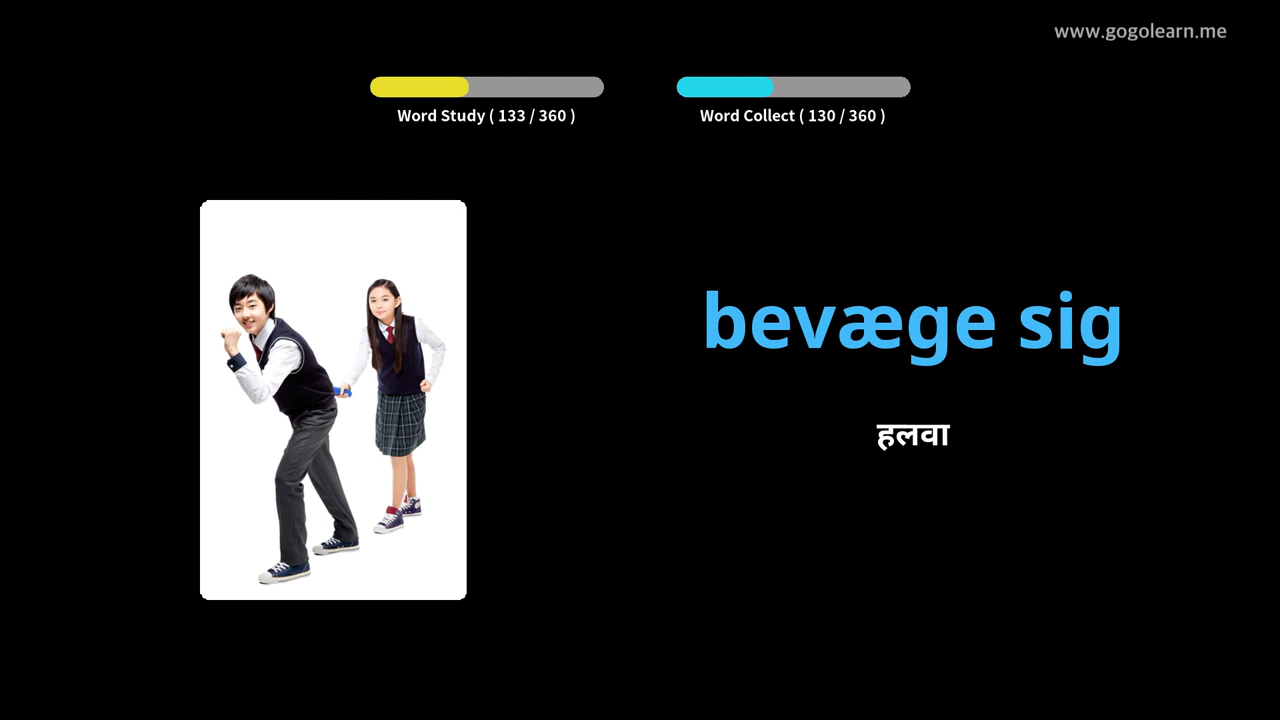 www.gogolearn.me
Word Study ( 133 / 360 )
Word Collect ( 130 / 360 )
bevæge sig
हलवा